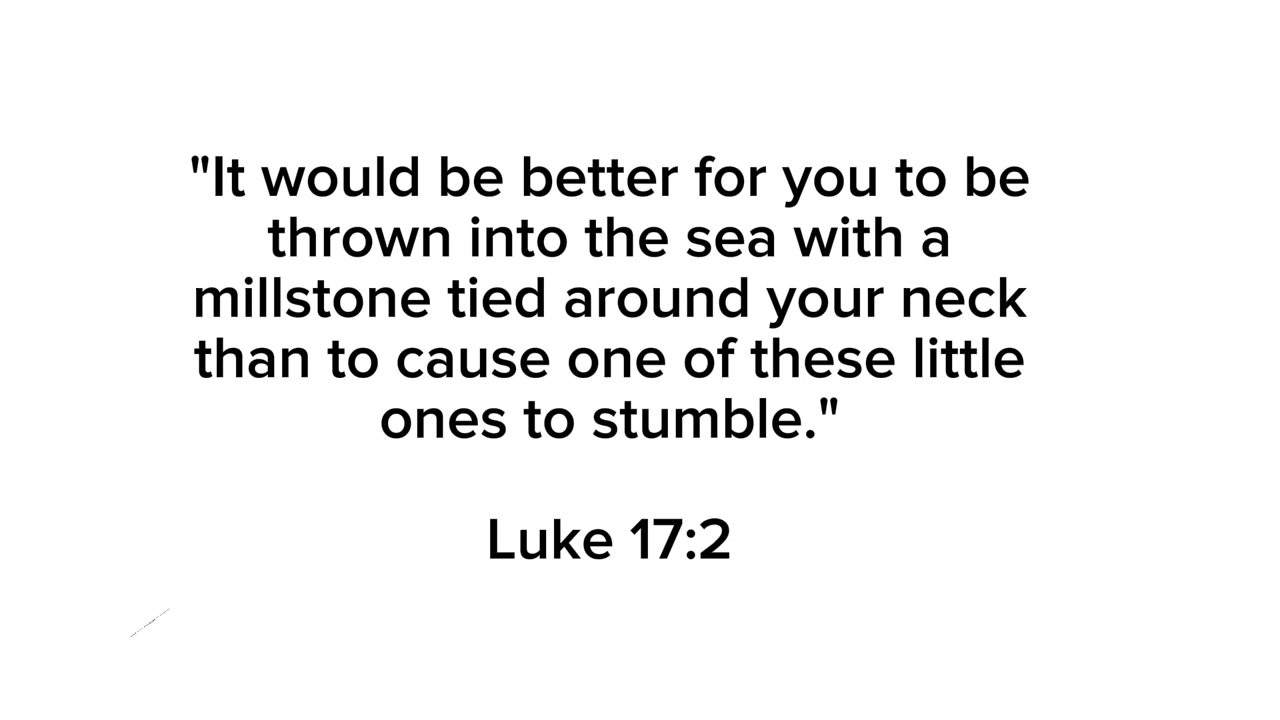 "It would be better for you to be
thrown into the sea with a
millstone tied around your neck
than to cause one of these little
ones to stumble."
Luke 17:2